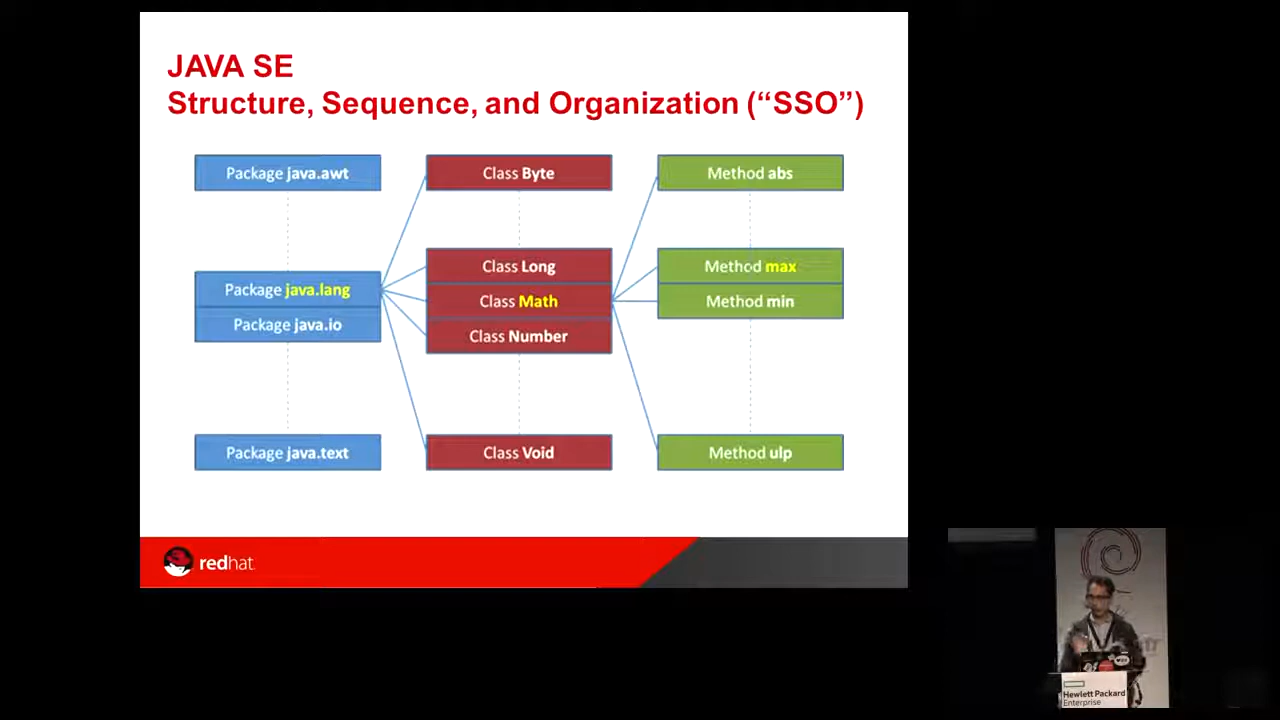 JAVA SE
Structure, Sequence, and Organization (“SSO”)
Package java.awt
Class Byte
Method abs
Class Long
Method max
Package java.lang
Class Math
Method min
Package java.io
Class Number
Package java.text
Class Void
Method ulp
redhat
Hewlett Packard
Enterprise